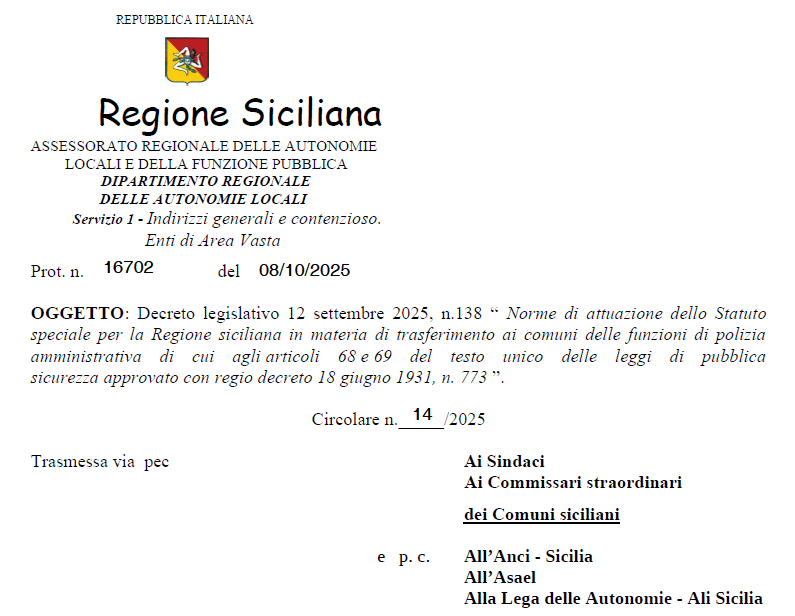 REPUBBLICA ITALIANA
Regione Siciliana
ASSESSORATO REGIONALE DELLE AUTONOMIE
LOCALI E DELLA FUNZIONE PUBBLICA
DIPARTIMENTO REGIONALE
DELLE AUTONOMIE LOCALI
Servizio 1 - Indirizzi generali e contenzioso.
Enti di Area Vasta
Prot. n. 16702 del 08/10/2025
OGGETTO: Decreto legislativo 12 settembre 2025, n.138 “ Norme di attuazione dello Statuto
speciale per la Regione siciliana in materia di trasferimento ai comuni delle funzioni di polizia
amministrativa di cui agli articoli 68 e 69 del testo unico delle leggi di pubblica
sicurezza approvato con regio decreto 18 giugno 1931, n. 773 ”.
Circolare n. 14 /2025
Trasmessa via pec
Ai Sindaci
Ai Commissari straordinari
dei Comuni siciliani
e p. c. All’Anci - Sicilia
All’Asael
Alla Lega delle Autonomie - Ali Sicilia